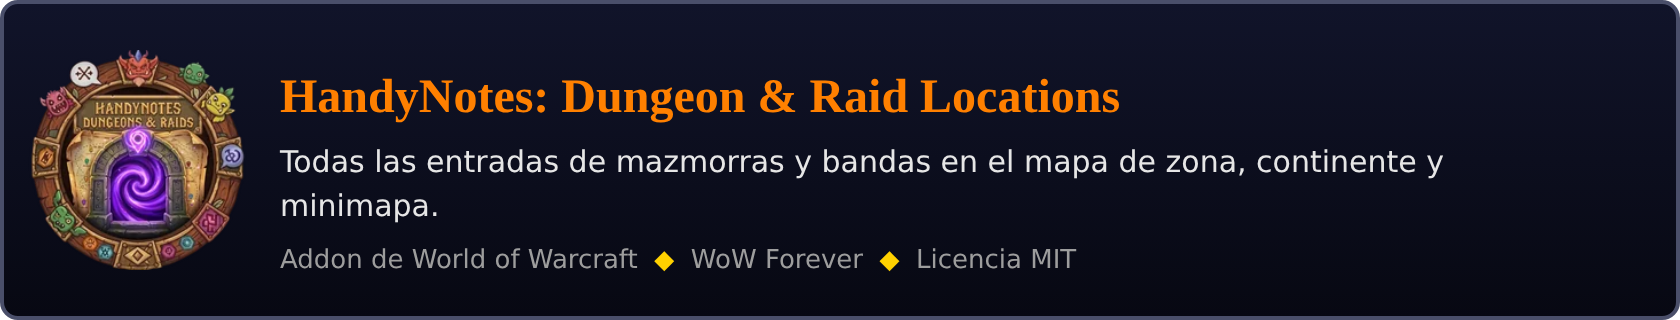 HANDYNOTES
DUNGEONS & RAIDS
HandyNotes: Dungeon & Raid Locations
Todas las entradas de mazmorras y bandas en el mapa de zona, continente y
minimapa.
Addon de World of Warcraft ◆ WoW Forever ◆ Licencia MIT